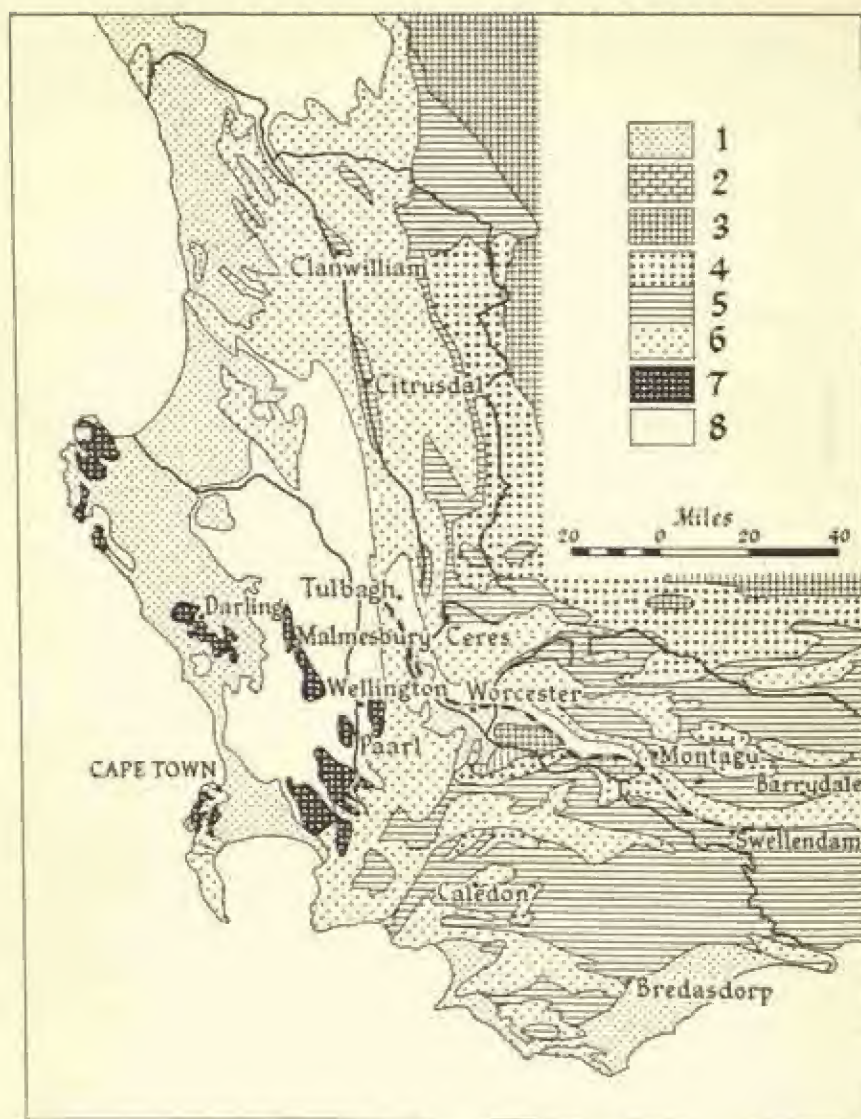 1
2
3
4
5
6
7
8
Clanwilliam
Citrusdal
Miles
20 0 20 40
Tulbagh
Darling
Malmesbury Ceres
Wellington Worcester
Paarl
Montagu
CAPE TOWN
Barrydale
Swellendam
Caledon
Bredasdorp